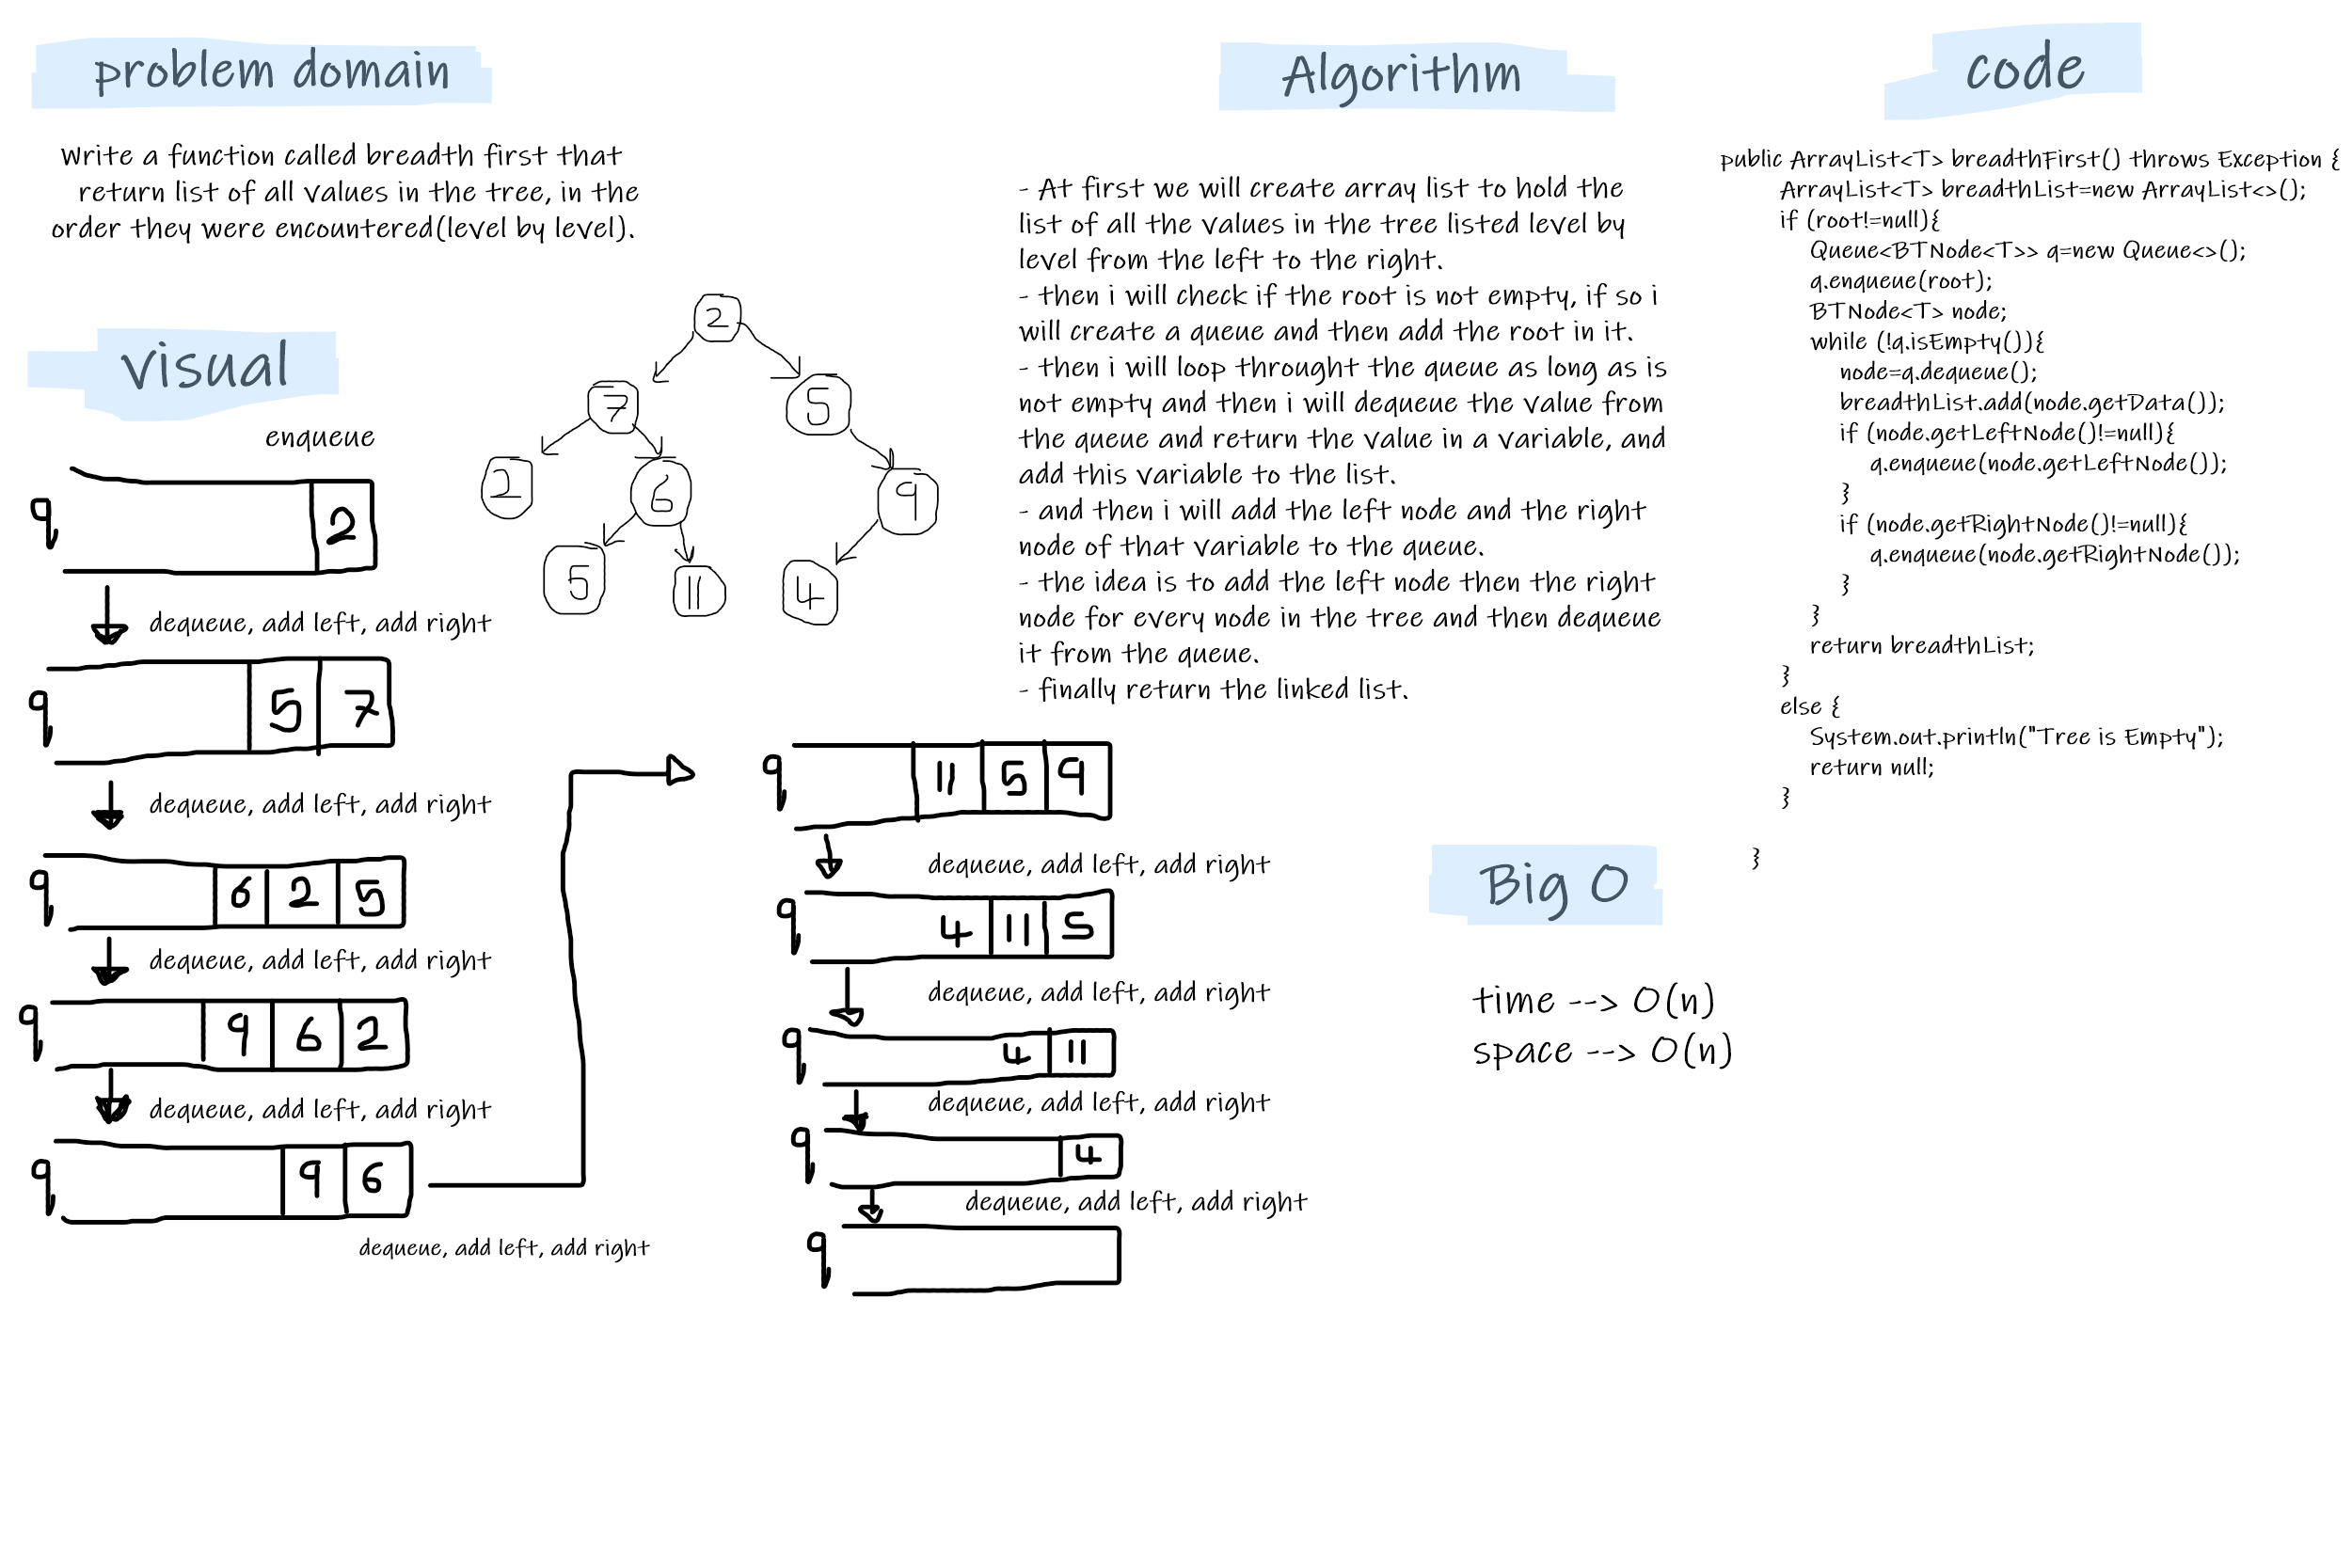 problem domain
Write a function called breadth first that
return list of all values in the tree, in the
order they were encountered(level by level).
visual
enqueue
q
2
dequeue, add left, add right
q
5 7
dequeue, add left, add right
q
6 2 5
dequeue, add left, add right
q
9 6 2
dequeue, add left, add right
q
9 6
dequeue, add left, add right
2
7 5
2 6 9
5 11 4
q
11 5 9
dequeue, add left, add right
q
4 11 5
dequeue, add left, add right
q
4 11
dequeue, add left, add right
q
4
dequeue, add left, add right
q
Algorithm
- At first we will create array list to hold the
list of all the values in the tree listed level by
level from the left to the right.
- then i will check if the root is not empty, if so i
will create a queue and then add the root in it.
- then i will loop throught the queue as long as is
not empty and then i will dequeue the value from
the queue and return the value in a variable, and
add this variable to the list.
- and then i will add the left node and the right
node of that variable to the queue.
- the idea is to add the left node then the right
node for every node in the tree and then dequeue
it from the queue.
- finally return the linked list.
Big O
time --> O(n)
space --> O(n)
code
public ArrayList<T> breadthFirst() throws Exception {
ArrayList<T> breadthList=new ArrayList<>();
if (root!=null){
Queue<BTNode<T>> q=new Queue<>();
q.enqueue(root);
BTNode<T> node;
while (!q.isEmpty()){
node=q.dequeue();
breadthList.add(node.getData());
if (node.getLeftNode()!=null){
q.enqueue(node.getLeftNode());
}
if (node.getRightNode()!=null){
q.enqueue(node.getRightNode());
}
}
return breadthList;
}
else {
System.out.println("Tree is Empty");
return null;
}
}